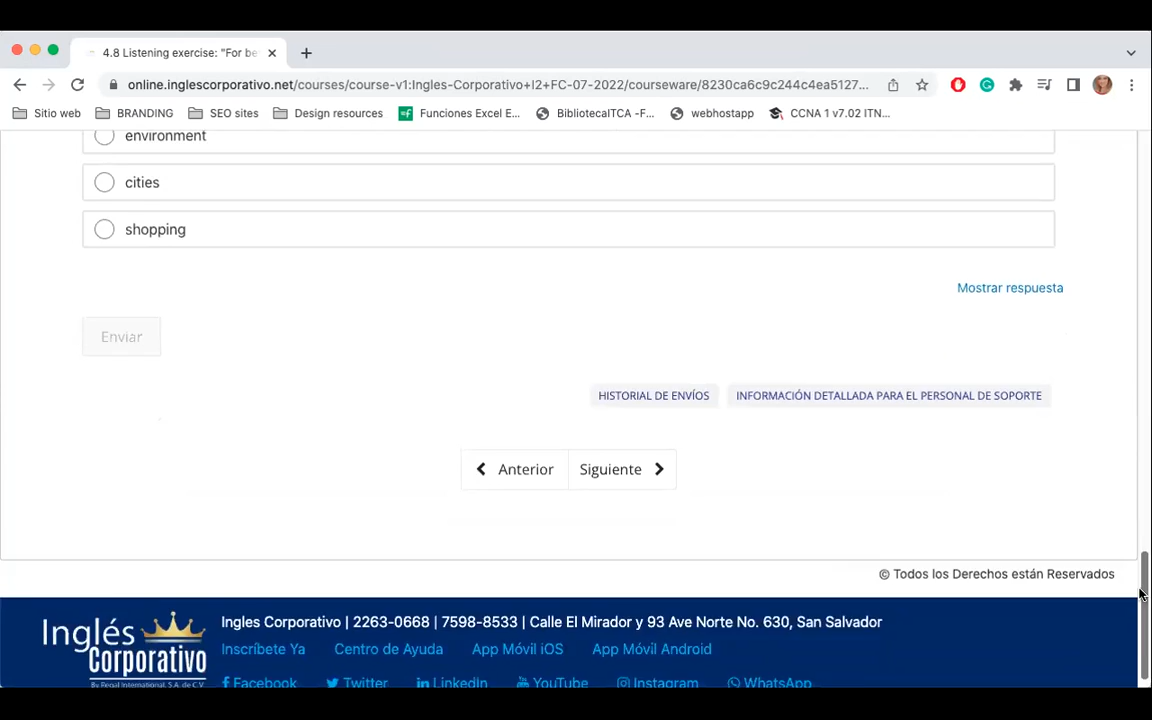 4.8 Listening exercise: "For be
online.inglescorporativo.net/courses/course-v1:Ingles-Corporativo+I2+FC-07-2022/courseware/8230ca6c9c244c4ea5127...
Sitio web BRANDING SEO sites Design resources Funciones Excel E... BibliotecaITCA -F... webhostapp CCNA 1 v7.02 ITN...
environment
cities
shopping
Mostrar respuesta
Enviar
HISTORIAL DE ENVÍOS INFORMACIÓN DETALLADA PARA EL PERSONAL DE SOPORTE
Anterior Siguiente
© Todos los Derechos están Reservados
Inglés Corporativo
By Regal International, S.A. de C.V.
Ingles Corporativo | 2263-0668 | 7598-8533 | Calle El Mirador y 93 Ave Norte No. 630, San Salvador
Inscríbete Ya Centro de Ayuda App Móvil iOS App Móvil Android
Facebook Twitter LinkedIn YouTube Instagram WhatsApp